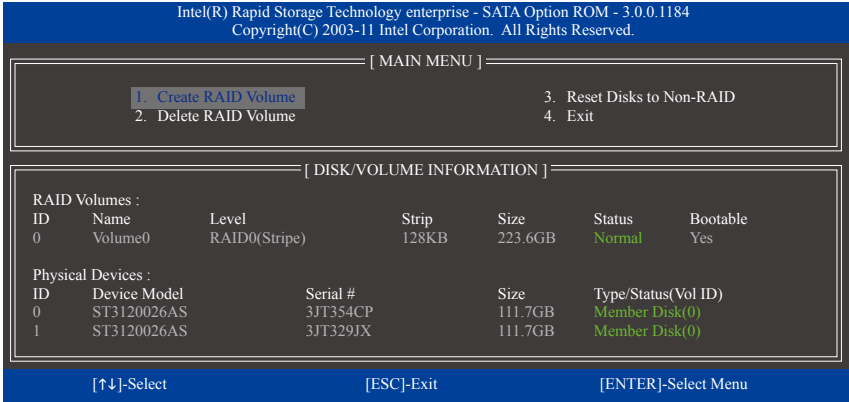 Intel(R) Rapid Storage Technology enterprise - SATA Option ROM - 3.0.0.1184
Copyright(C) 2003-11 Intel Corporation. All Rights Reserved.
[ MAIN MENU ]
1. Create RAID Volume 3. Reset Disks to Non-RAID
2. Delete RAID Volume 4. Exit
[ DISK/VOLUME INFORMATION ]
RAID Volumes :
ID Name Level Strip Size Status Bootable
0 Volume0 RAID0(Stripe) 128KB 223.6GB Normal Yes
Physical Devices :
ID Device Model Serial # Size Type/Status(Vol ID)
0 ST3120026AS 3JT354CP 111.7GB Member Disk(0)
1 ST3120026AS 3JT329JX 111.7GB Member Disk(0)
[↑↓]-Select [ESC]-Exit [ENTER]-Select Menu